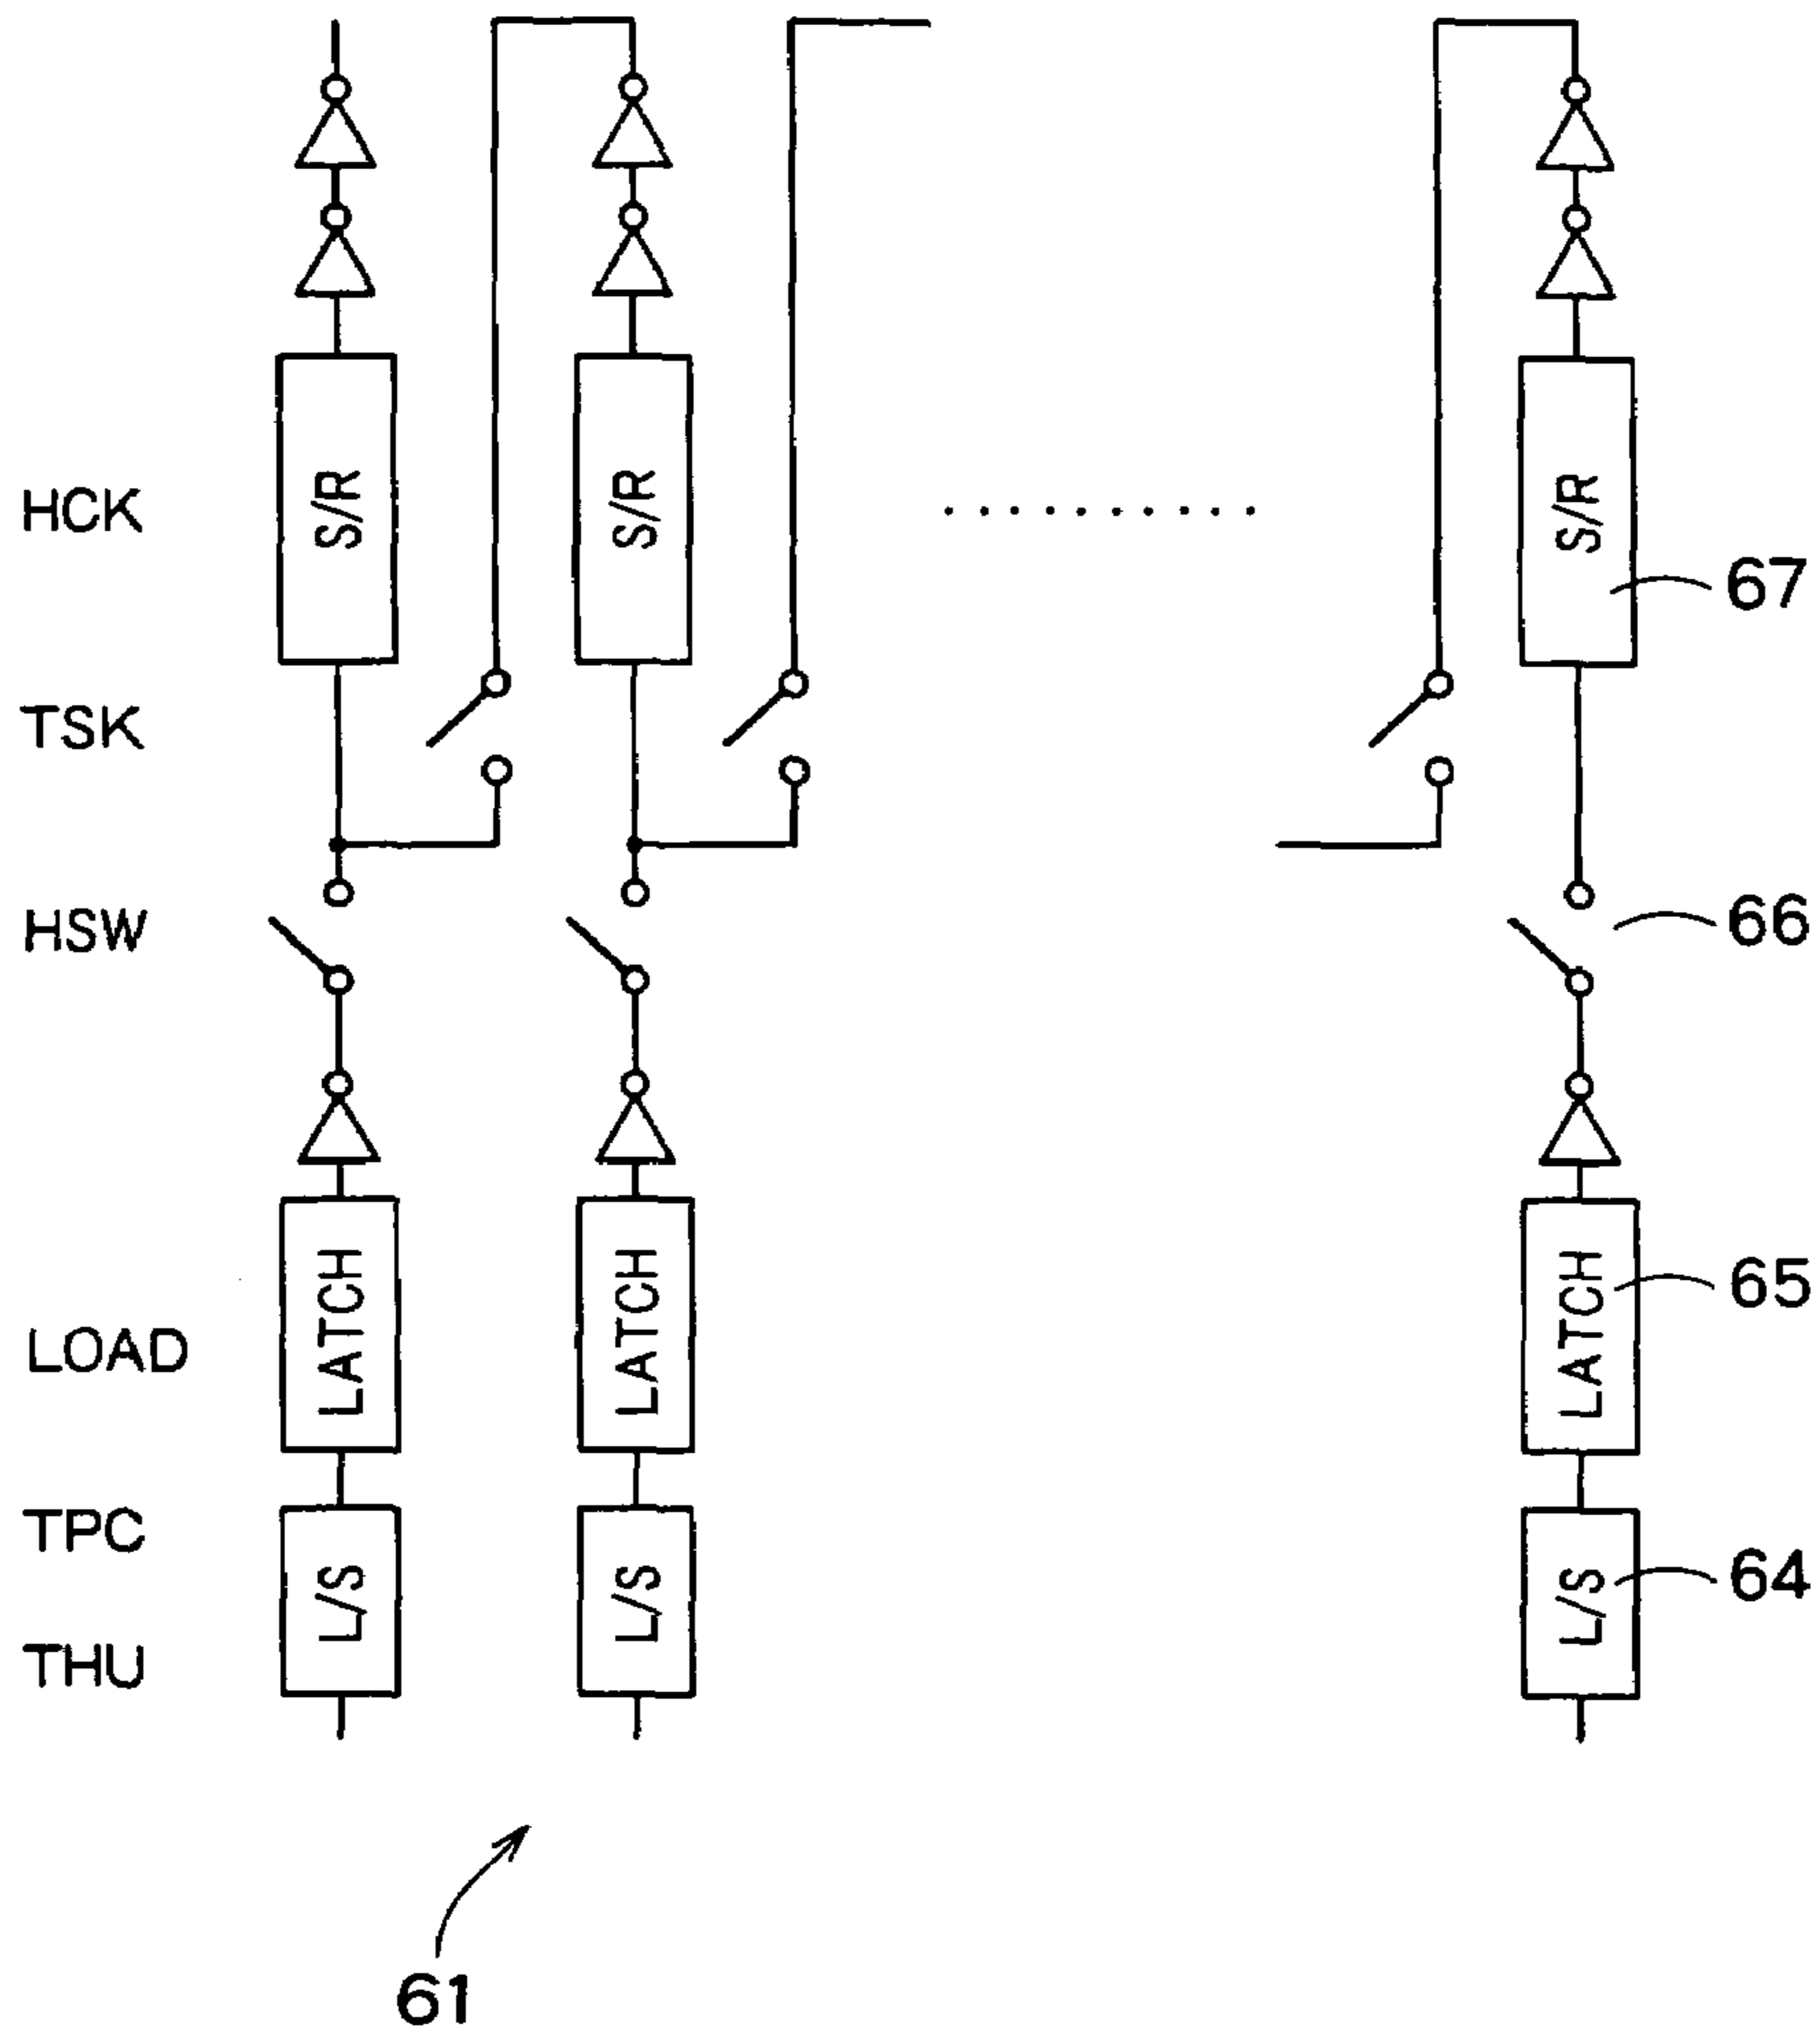 HCK
S/R
S/R
S/R
67
TSK
HSW
66
LOAD
LATCH
LATCH
LATCH
65
TPC
L/S
L/S
L/S
64
THU
61